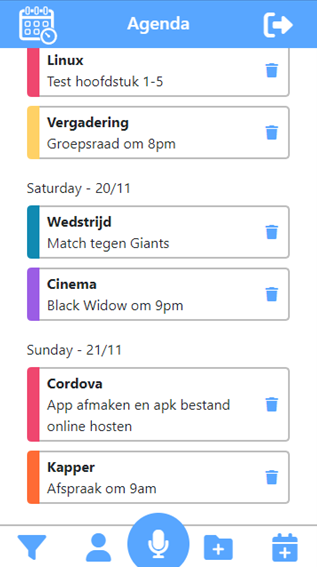 Agenda
Linux
Test hoofdstuk 1-5
Vergadering
Groepsraad om 8pm
Saturday - 20/11
Wedstrijd
Match tegen Giants
Cinema
Black Widow om 9pm
Sunday - 21/11
Cordova
App afmaken en apk bestand
online hosten
Kapper
Afspraak om 9am